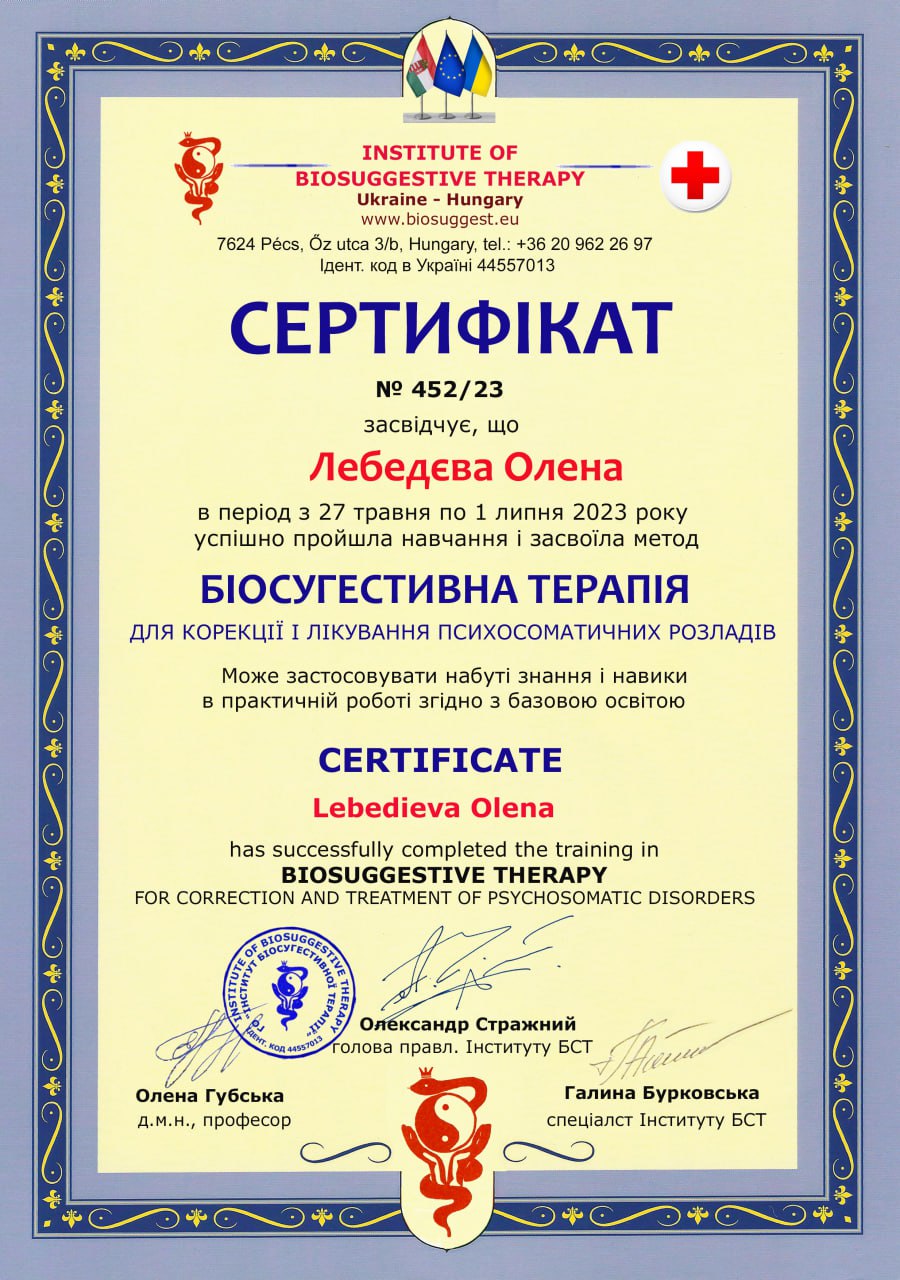 INSTITUTE OF
BIOSUGGESTIVE THERAPY
Ukraine - Hungary
www.biosuggest.eu
7624 Pécs, Őz utca 3/b, Hungary, tel.: +36 20 962 26 97
Ідент. код в Україні 44557013
СЕРТИФІКАТ
№ 452/23
засвідчує, що
Лебедєва Олена
в період з 27 травня по 1 липня 2023 року
успішно пройшла навчання і засвоїла метод
БІОСУГЕСТИВНА ТЕРАПІЯ
ДЛЯ КОРЕКЦІЇ І ЛІКУВАННЯ ПСИХОСОМАТИЧНИХ РОЗЛАДІВ
Може застосовувати набуті знання і навики
в практичній роботі згідно з базовою освітою
CERTIFICATE
Lebedieva Olena
has successfully completed the training in
BIOSUGGESTIVE THERAPY
FOR CORRECTION AND TREATMENT OF PSYCHOSOMATIC DISORDERS
INSTITUTE OF BIOSUGGESTIVE THERAPY
ГО "ІНСТИТУТ БІОСУГЕСТИВНОЇ ТЕРАПІЇ"
ІДЕНТ. КОД 44557013
Олександр Стражний
голова правл. Інституту БСТ
Олена Губська
д.м.н., професор
Галина Бурковська
спеціалст Інституту БСТ